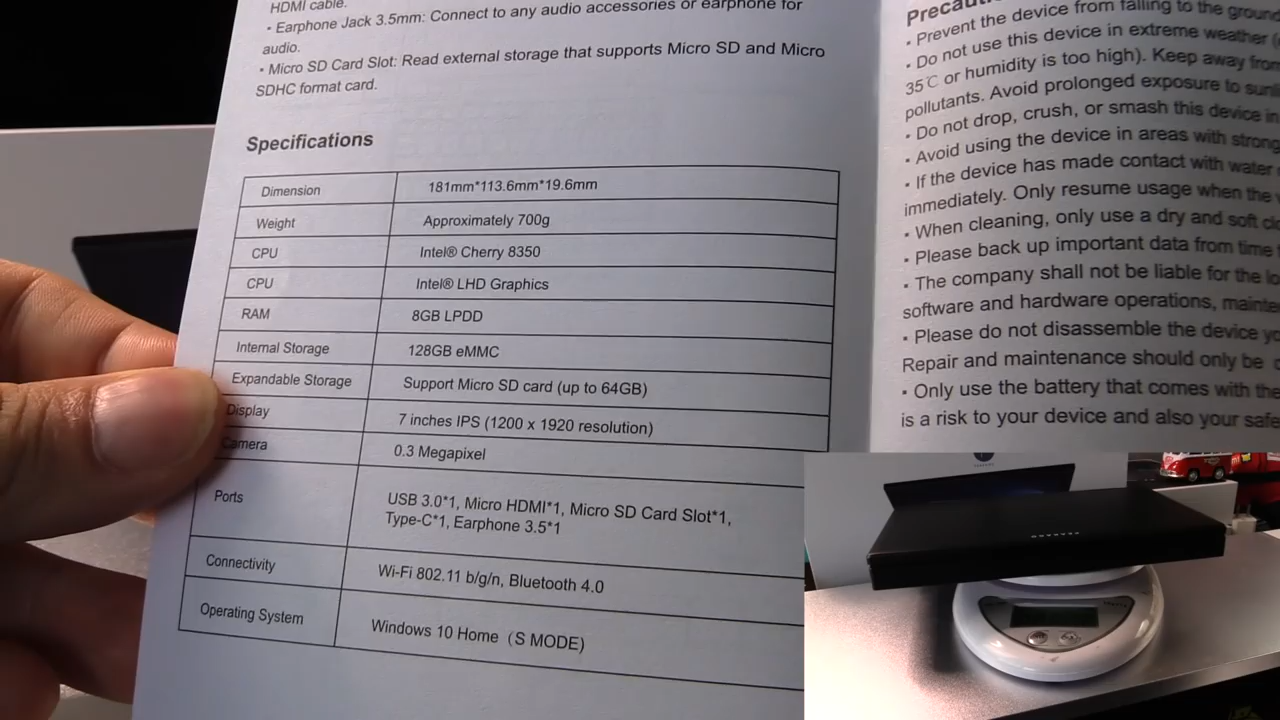 HDMI cable.
• Earphone Jack 3.5mm: Connect to any audio accessories or earphone for
audio.
• Micro SD Card Slot: Read external storage that supports Micro SD and Micro
SDHC format card.
Specifications
Dimension 181mm*113.6mm*19.6mm
Weight Approximately 700g
CPU Intel® Cherry 8350
CPU Intel® LHD Graphics
RAM 8GB LPDD
Internal Storage 128GB eMMC
Expandable Storage Support Micro SD card (up to 64GB)
Display 7 inches IPS (1200 x 1920 resolution)
Camera 0.3 Megapixel
Ports USB 3.0*1, Micro HDMI*1, Micro SD Card Slot*1,
Type-C*1, Earphone 3.5*1
Connectivity Wi-Fi 802.11 b/g/n, Bluetooth 4.0
Operating System Windows 10 Home（S MODE)
• Prevent the device from falling to the ground
• Do not use this device in extreme weather
35℃ or humidity is too high). Keep away from
pollutants. Avoid prolonged exposure to
• Do not drop, crush, or smash this device in
• Avoid using the device in areas with strong
• If the device has made contact with water
immediately. Only resume usage when the
• When cleaning, only use a dry and soft
• Please back up important data from time
• The company shall not be liable for the
software and hardware operations,
• Please do not disassemble the device
Repair and maintenance should only be
• Only use the battery that comes with the
is a risk to your device and also your